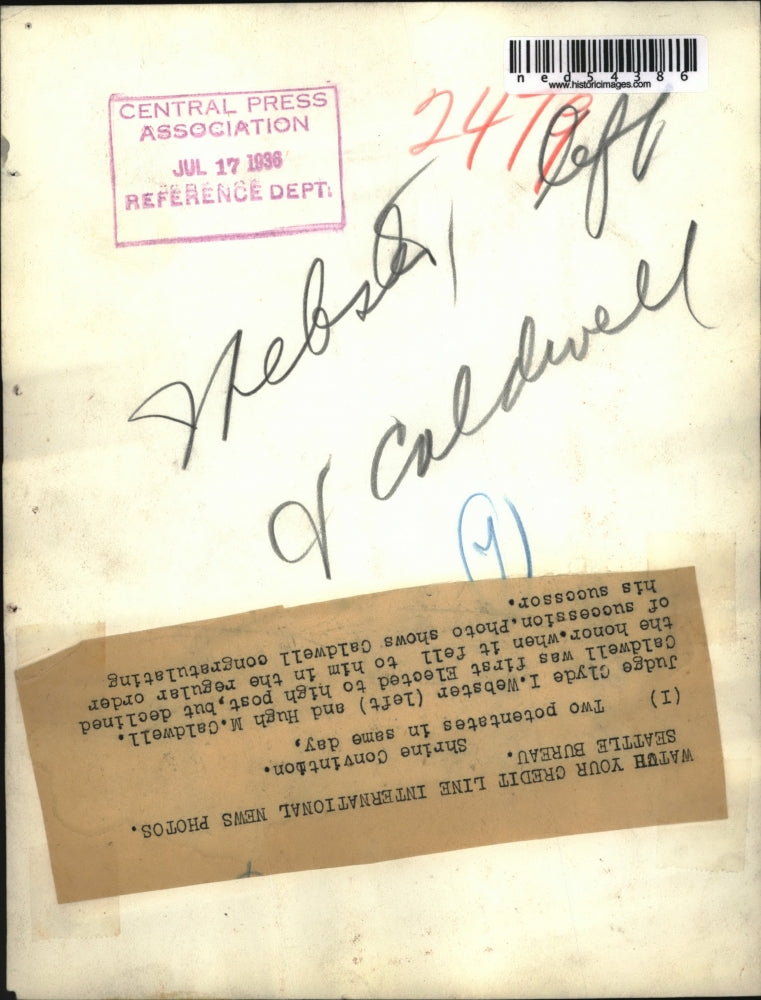 ned54386
www.historicimages.com
CENTRAL PRESS
ASSOCIATION
JUL 17 1936
REFERENCE DEPT.
2479
left
Webster,
& Caldwell
(4)
WATCH YOUR CREDIT LINE INTERNATIONAL NEWS PHOTOS.
SEATTLE BUREAU.
Shrine Convintion.
(I) Two potentates in same day,
Judge Clyde I.Webster (left) and Hugh M.Caldwell.
Caldwell was first Elected to high post,but declined
the honor.when it fell to him in the regular order
of succession.Photo shows Caldwell congratulating
his successor.